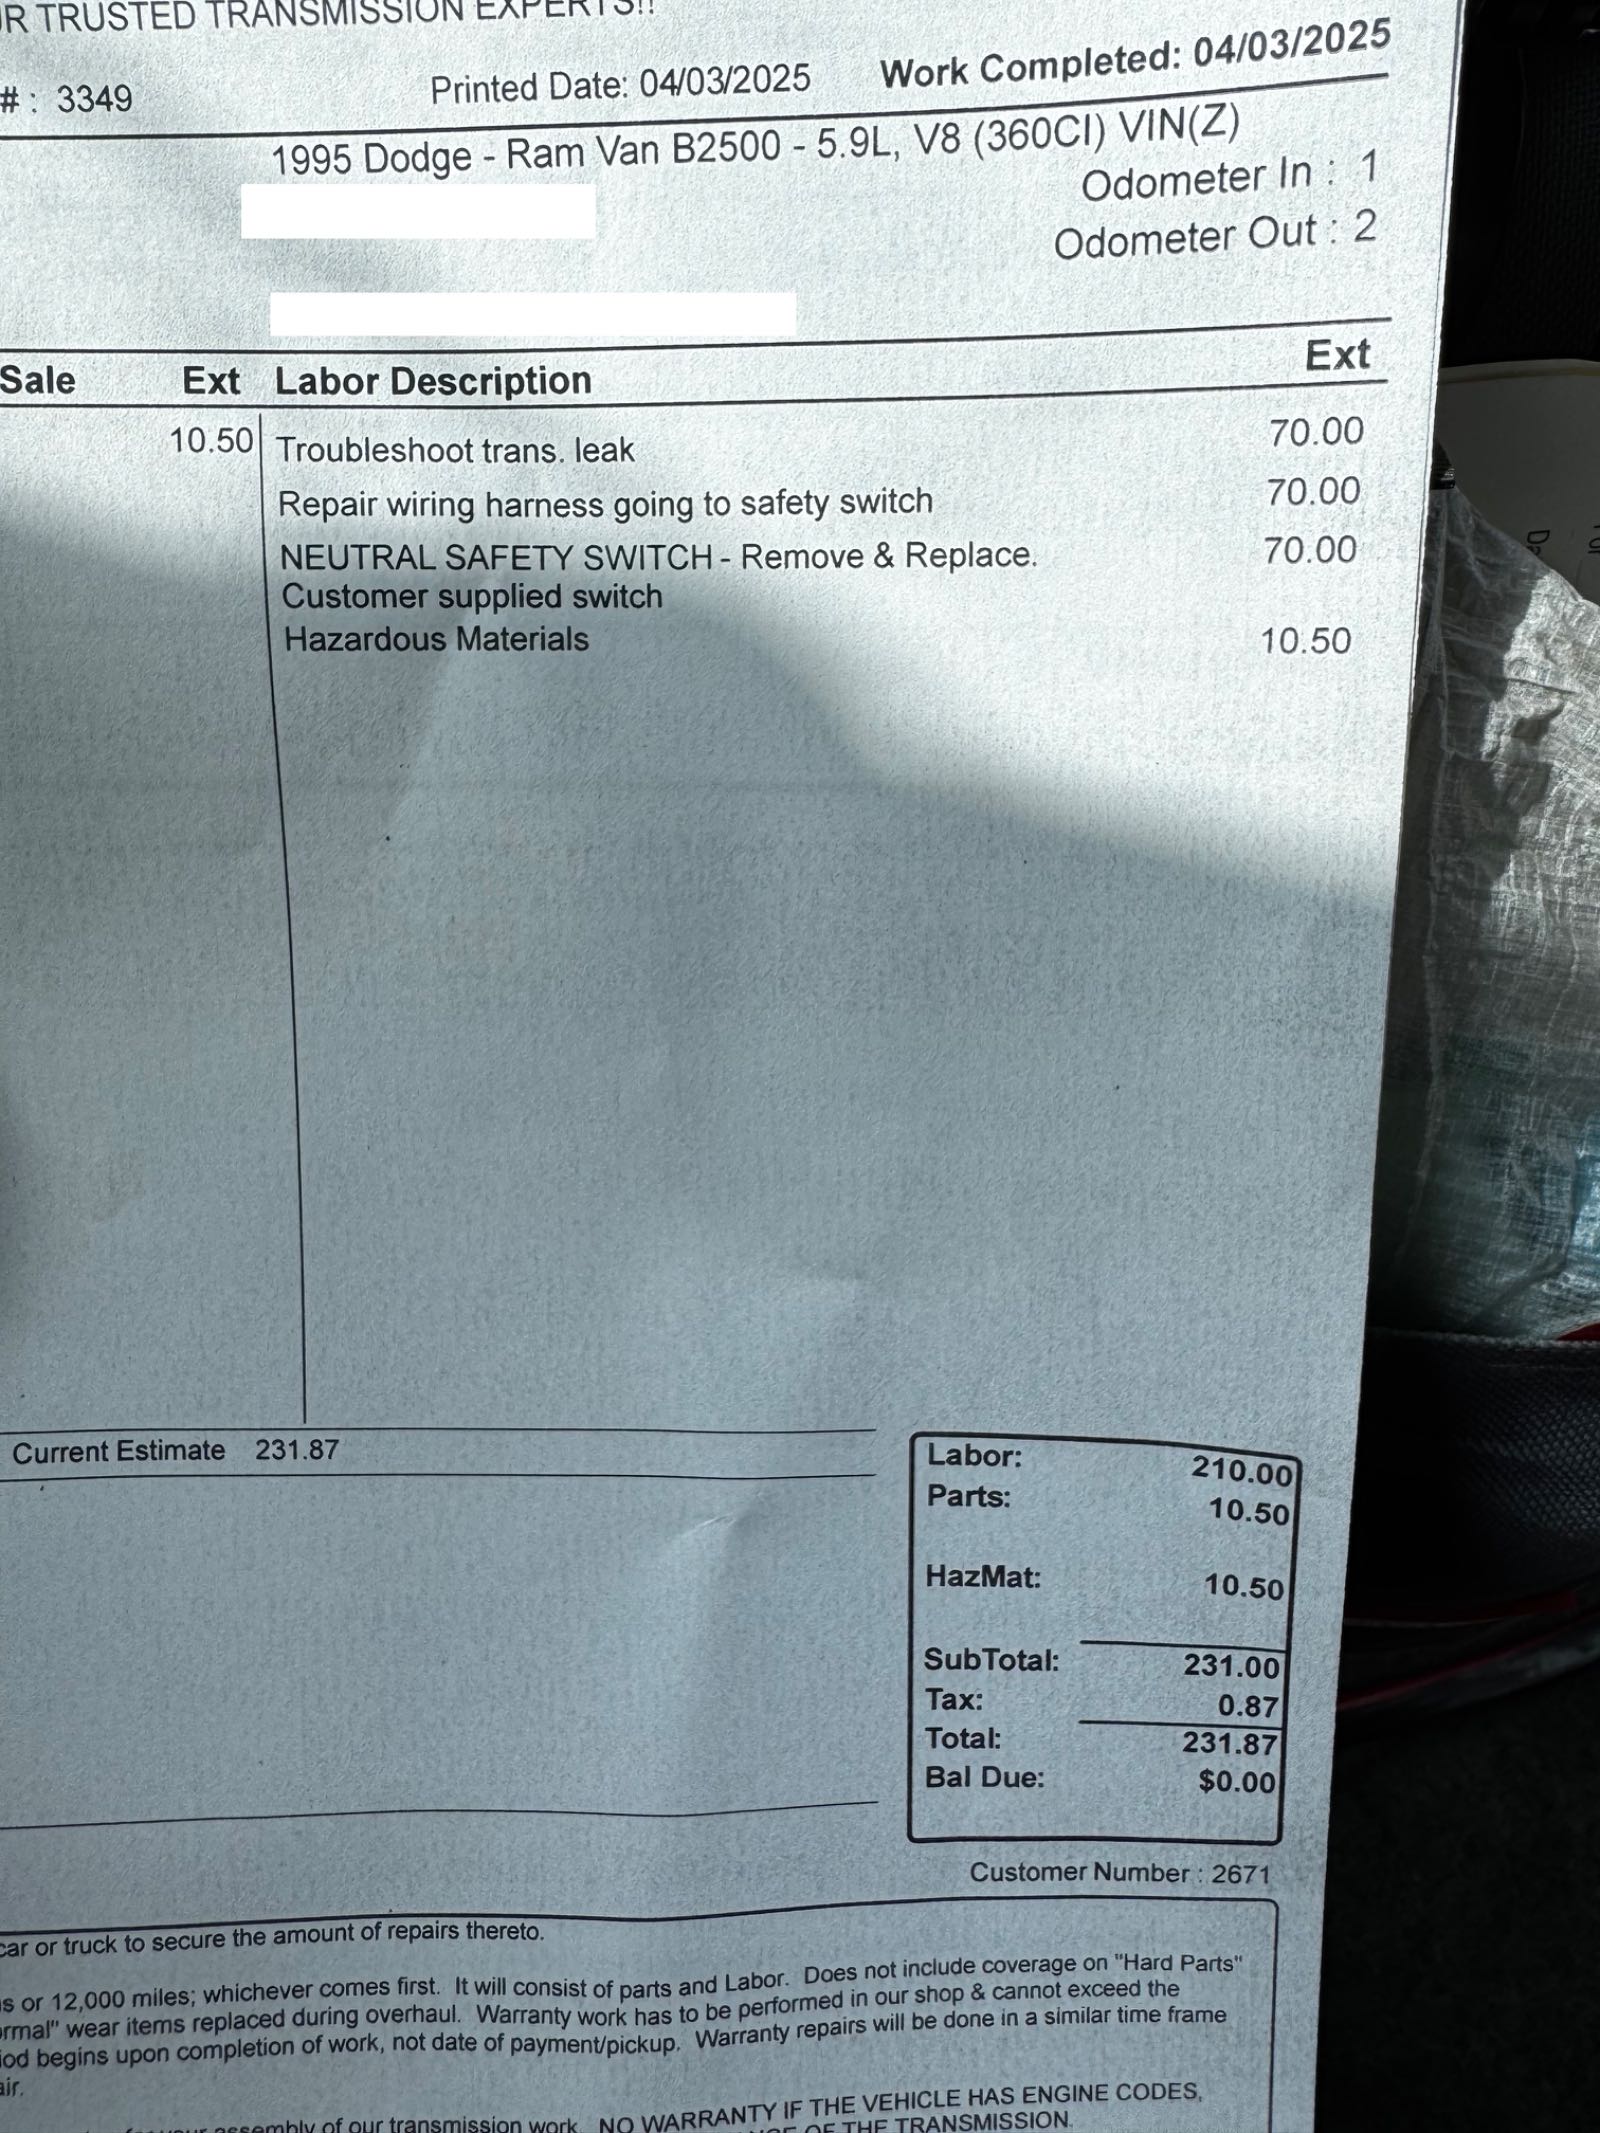 R TRUSTED TRANSMISSION EXPERTS!!
#: 3349 Printed Date: 04/03/2025 Work Completed: 04/03/2025
1995 Dodge - Ram Van B2500 - 5.9L, V8 (360CI) VIN(Z)
Odometer In : 1
Odometer Out : 2
Sale Ext Labor Description Ext
10.50 Troubleshoot trans. leak 70.00
Repair wiring harness going to safety switch 70.00
NEUTRAL SAFETY SWITCH - Remove & Replace. 70.00
Customer supplied switch
Hazardous Materials 10.50
Current Estimate 231.87
Labor: 210.00
Parts: 10.50
HazMat: 10.50
SubTotal: 231.00
Tax: 0.87
Total: 231.87
Bal Due: $0.00
Customer Number : 2671
car or truck to secure the amount of repairs thereto.
s or 12,000 miles; whichever comes first. It will consist of parts and Labor. Does not include coverage on "Hard Parts"
ormal" wear items replaced during overhaul. Warranty work has to be performed in our shop & cannot exceed the
iod begins upon completion of work, not date of payment/pickup. Warranty repairs will be done in a similar time frame
air.
assembly of our transmission work. NO WARRANTY IF THE VEHICLE HAS ENGINE CODES,
OF THE TRANSMISSION.